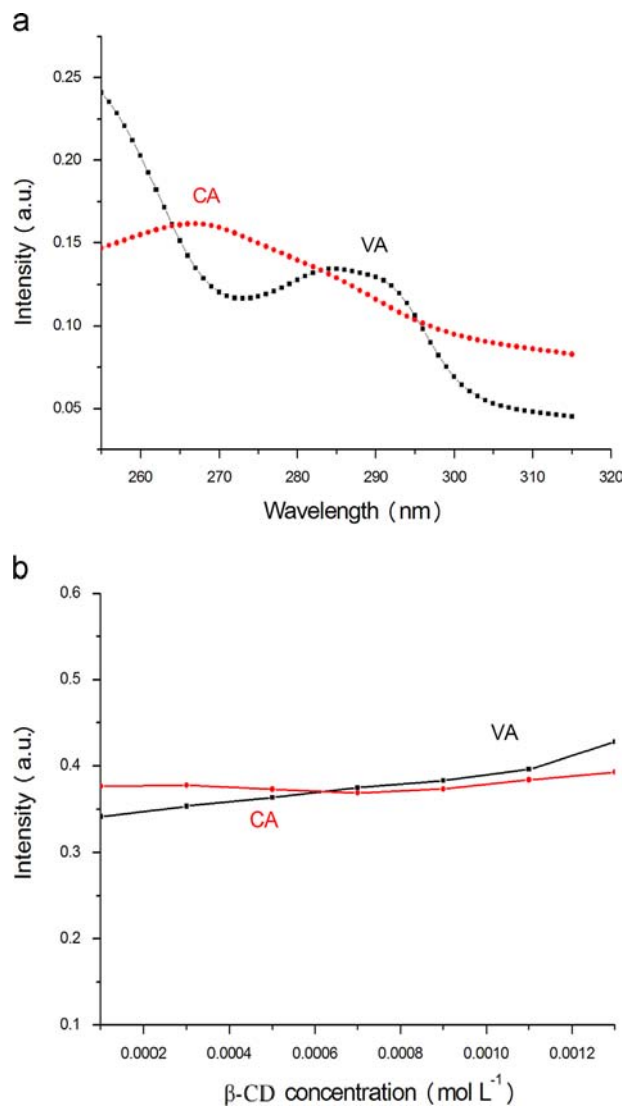 a
0.25
0.20
0.15
0.10
0.05
CA
VA
Intensity (a.u.)
260 270 280 290 300 310 320
Wavelength (nm)
b
0.6
0.5
0.4
0.3
0.2
0.1
VA
CA
Intensity (a.u.)
0.0002 0.0004 0.0006 0.0008 0.0010 0.0012
β-CD concentration (mol L⁻¹)